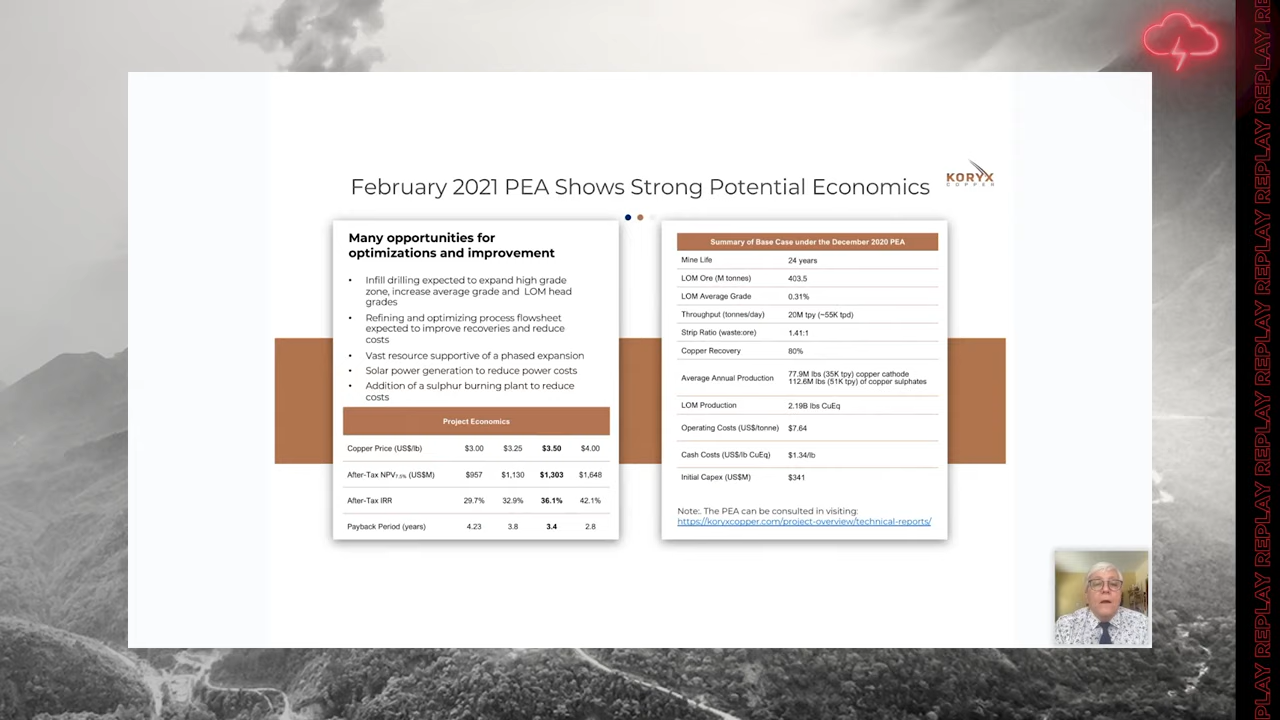 February 2021 PEA Shows Strong Potential Economics
KORYX
COPPER
Many opportunities for
optimizations and improvement
• Infill drilling expected to expand high grade
zone, increase average grade and LOM head
grades
• Refining and optimizing process flowsheet
expected to improve recoveries and reduce
costs
• Vast resource supportive of a phased expansion
• Solar power generation to reduce power costs
• Addition of a sulphur burning plant to reduce
costs
Project Economics
Copper Price (US$/lb) $3.00 $3.25 $3.50 $4.00
After-Tax NPV7.5% (US$M) $957 $1,130 $1,303 $1,648
After-Tax IRR 29.7% 32.9% 36.1% 42.1%
Payback Period (years) 4.23 3.8 3.4 2.8
Summary of Base Case under the December 2020 PEA
Mine Life 24 years
LOM Ore (M tonnes) 403.5
LOM Average Grade 0.31%
Throughput (tonnes/day) 20M tpy (~55K tpd)
Strip Ratio (waste:ore) 1.41:1
Copper Recovery 80%
Average Annual Production 77.9M lbs (35K tpy) copper cathode
112.6M lbs (51K tpy) of copper sulphates
LOM Production 2.19B lbs CuEq
Operating Costs (US$/tonne) $7.64
Cash Costs (US$/lb CuEq) $1.34/lb
Initial Capex (US$M) $341
Note:. The PEA can be consulted in visiting:
https://koryxcopper.com/project-overview/technical-reports/
REPLAY REPLAY REPLAY REPLAY REPLAY REPLAY REPLAY REPLAY